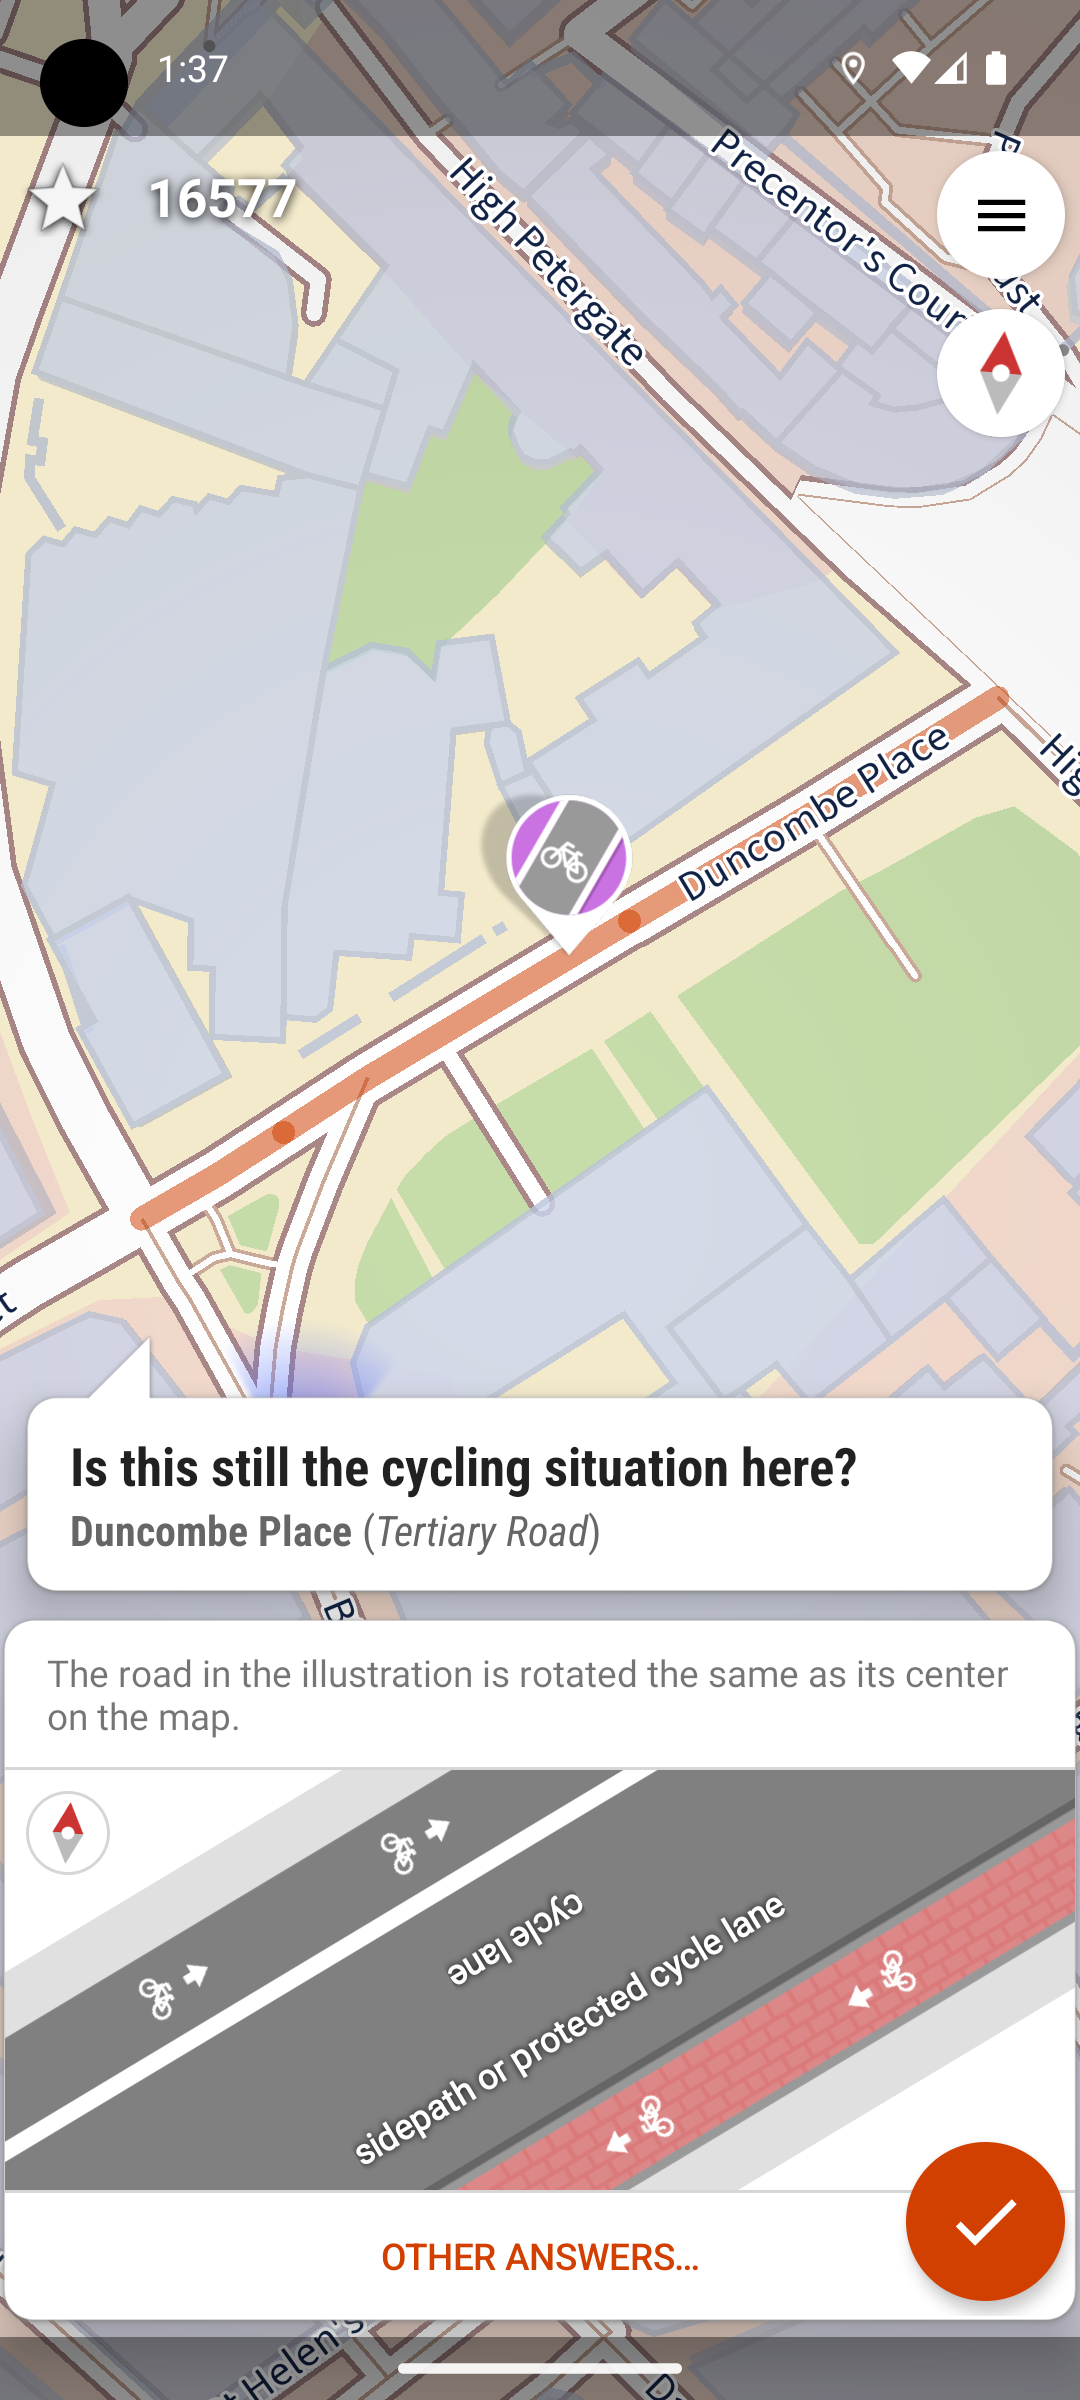 1:37
16577
High Petergate
Precentor's Cour
Duncombe Place
Hig
Is this still the cycling situation here?
Duncombe Place (Tertiary Road)
The road in the illustration is rotated the same as its center
on the map.
cycle lane
sidepath or protected cycle lane
OTHER ANSWERS...
t Helen's